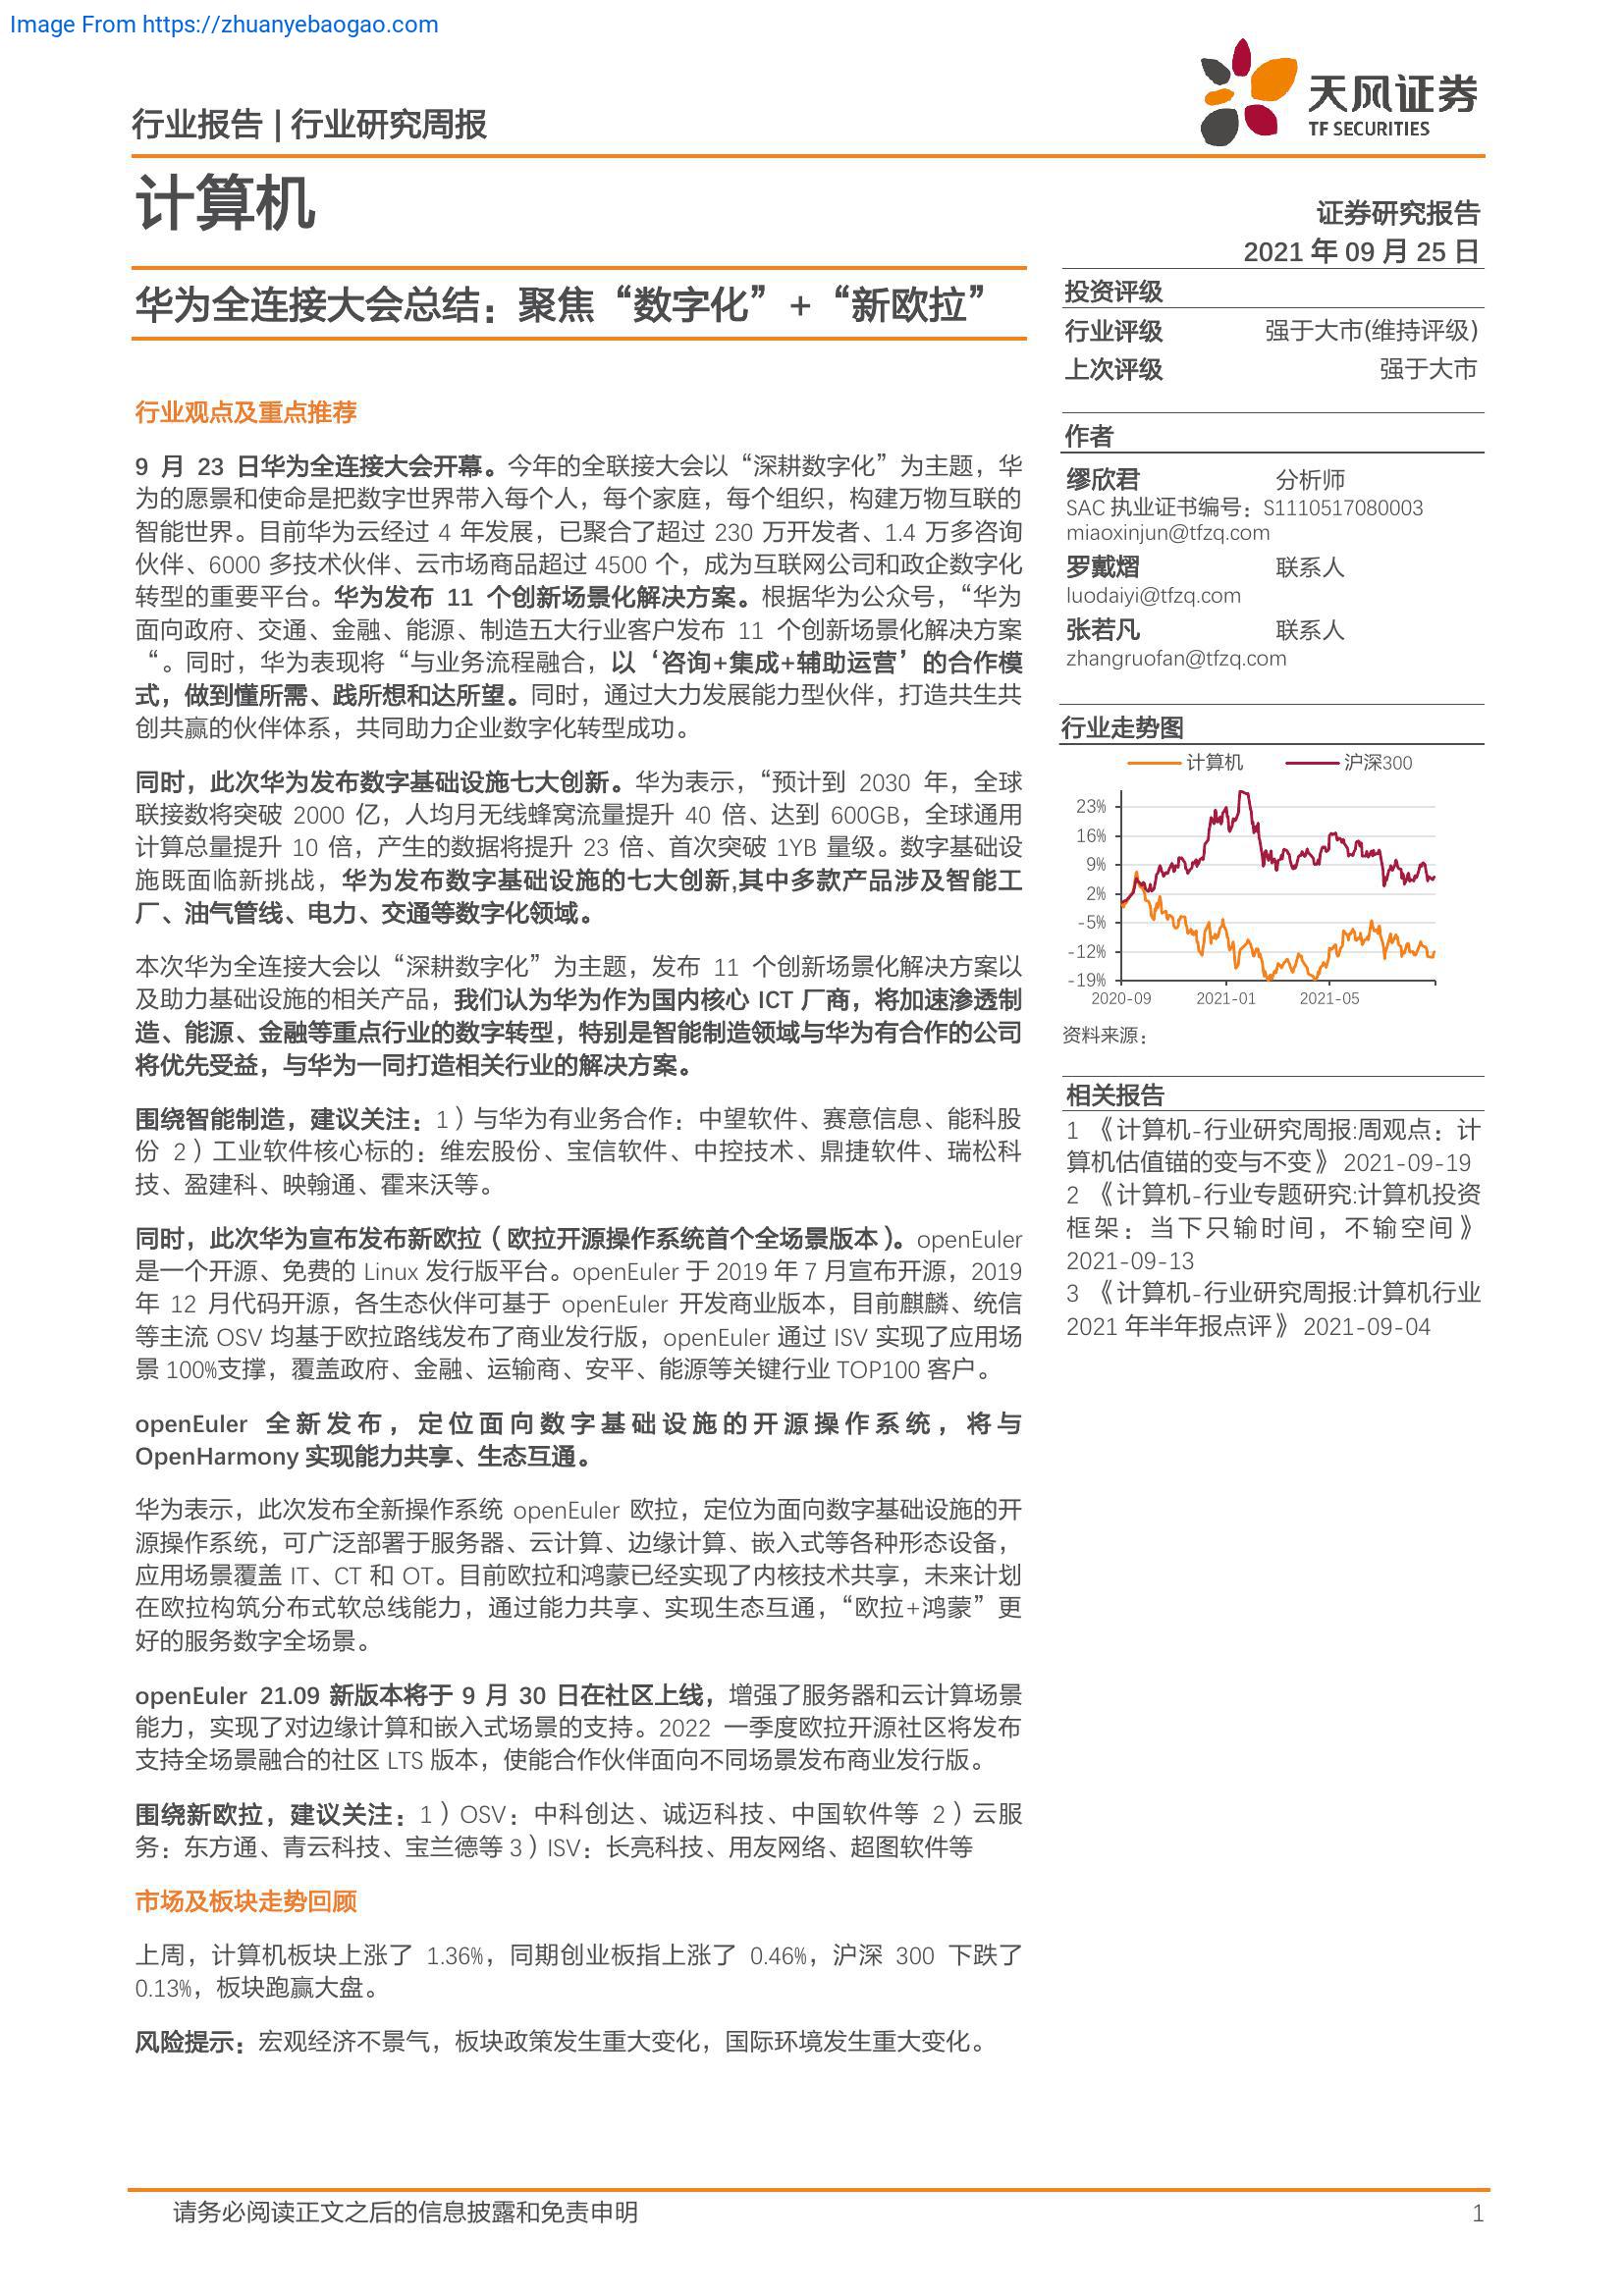 Image From https://zhuanyebaogao.com
天风证券
TF SECURITIES
行业报告 | 行业研究周报
计算机
证券研究报告
2021 年 09 月 25 日
华为全连接大会总结：聚焦“数字化”+“新欧拉”
行业观点及重点推荐
9 月 23 日华为全连接大会开幕。今年的全联接大会以“深耕数字化”为主题，华
为的愿景和使命是把数字世界带入每个人，每个家庭，每个组织，构建万物互联的
智能世界。目前华为云经过 4 年发展，已聚合了超过 230 万开发者、1.4 万多咨询
伙伴、6000 多技术伙伴、云市场商品超过 4500 个，成为互联网公司和政企数字化
转型的重要平台。华为发布 11 个创新场景化解决方案。根据华为公众号，“华为
面向政府、交通、金融、能源、制造五大行业客户发布 11 个创新场景化解决方案
“。同时，华为表现将“与业务流程融合，以‘咨询+集成+辅助运营’的合作模
式，做到懂所需、践所想和达所望。同时，通过大力发展能力型伙伴，打造共生共
创共赢的伙伴体系，共同助力企业数字化转型成功。
同时，此次华为发布数字基础设施七大创新。华为表示，“预计到 2030 年，全球
联接数将突破 2000 亿，人均月无线蜂窝流量提升 40 倍、达到 600GB，全球通用
计算总量提升 10 倍，产生的数据将提升 23 倍、首次突破 1YB 量级。数字基础设
施既面临新挑战，华为发布数字基础设施的七大创新,其中多款产品涉及智能工
厂、油气管线、电力、交通等数字化领域。
本次华为全连接大会以“深耕数字化”为主题，发布 11 个创新场景化解决方案以
及助力基础设施的相关产品，我们认为华为作为国内核心 ICT 厂商，将加速渗透制
造、能源、金融等重点行业的数字转型，特别是智能制造领域与华为有合作的公司
将优先受益，与华为一同打造相关行业的解决方案。
围绕智能制造，建议关注：1）与华为有业务合作：中望软件、赛意信息、能科股
份 2）工业软件核心标的：维宏股份、宝信软件、中控技术、鼎捷软件、瑞松科
技、盈建科、映翰通、霍来沃等。
同时，此次华为宣布发布新欧拉（欧拉开源操作系统首个全场景版本）。openEuler
是一个开源、免费的 Linux 发行版平台。openEuler 于 2019 年 7 月宣布开源，2019
年 12 月代码开源，各生态伙伴可基于 openEuler 开发商业版本，目前麒麟、统信
等主流 OSV 均基于欧拉路线发布了商业发行版，openEuler 通过 ISV 实现了应用场
景 100%支撑，覆盖政府、金融、运输商、安平、能源等关键行业 TOP100 客户。
openEuler 全新发布，定位面向数字基础设施的开源操作系统，将与
OpenHarmony 实现能力共享、生态互通。
华为表示，此次发布全新操作系统 openEuler 欧拉，定位为面向数字基础设施的开
源操作系统，可广泛部署于服务器、云计算、边缘计算、嵌入式等各种形态设备，
应用场景覆盖 IT、CT 和 OT。目前欧拉和鸿蒙已经实现了内核技术共享，未来计划
在欧拉构筑分布式软总线能力，通过能力共享、实现生态互通，“欧拉+鸿蒙”更
好的服务数字全场景。
openEuler 21.09 新版本将于 9 月 30 日在社区上线，增强了服务器和云计算场景
能力，实现了对边缘计算和嵌入式场景的支持。2022 一季度欧拉开源社区将发布
支持全场景融合的社区 LTS 版本，使能合作伙伴面向不同场景发布商业发行版。
围绕新欧拉，建议关注：1）OSV：中科创达、诚迈科技、中国软件等 2）云服
务：东方通、青云科技、宝兰德等 3）ISV：长亮科技、用友网络、超图软件等
市场及板块走势回顾
上周，计算机板块上涨了 1.36%，同期创业板指上涨了 0.46%，沪深 300 下跌了
0.13%，板块跑赢大盘。
风险提示：宏观经济不景气，板块政策发生重大变化，国际环境发生重大变化。
投资评级
行业评级 强于大市(维持评级)
上次评级 强于大市
作者
缪欣君 分析师
SAC 执业证书编号：S1110517080003
miaoxinjun@tfzq.com
罗戴熠 联系人
luodaiyi@tfzq.com
张若凡 联系人
zhangruofan@tfzq.com
行业走势图
计算机 沪深300
23%
16%
9%
2%
-5%
-12%
-19%
2020-09 2021-01 2021-05
资料来源：
相关报告
1 《计算机-行业研究周报:周观点：计
算机估值锚的变与不变》 2021-09-19
2 《计算机-行业专题研究:计算机投资
框架：当下只输时间，不输空间》
2021-09-13
3 《计算机-行业研究周报:计算机行业
2021 年半年报点评》 2021-09-04
请务必阅读正文之后的信息披露和免责申明 1